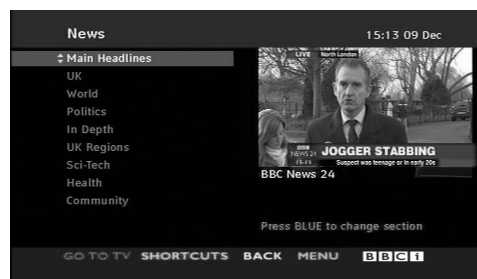 News
15:13 09 Dec
Main Headlines
UK
World
Politics
In Depth
UK Regions
Sci-Tech
Health
Community
LIVE North London
BBC
NEWS 24 JOGGER STABBING
15:13 Suspect was teenage or in early 20s
BBC News 24
Press BLUE to change section
GO TO TV SHORTCUTS BACK MENU BBCi